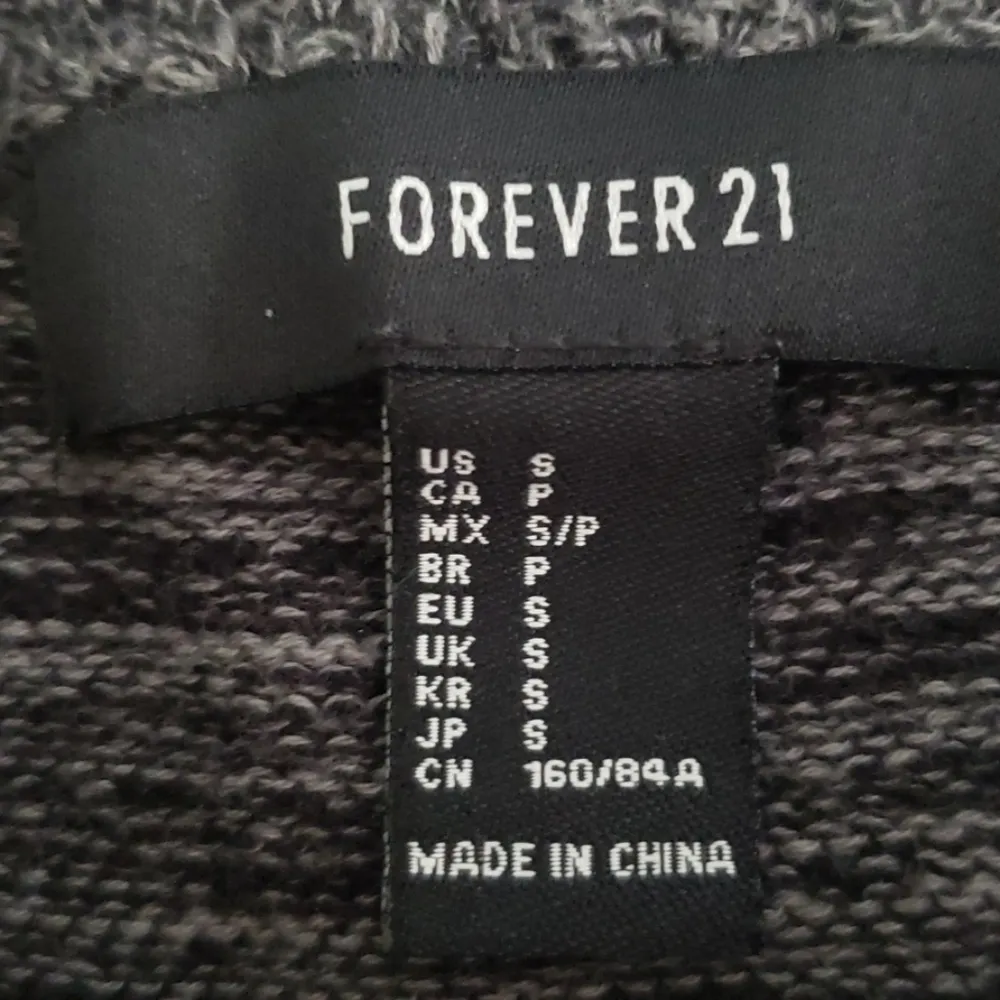 FOREVER 21
US S
CA P
MX S/P
BR P
EU S
UK S
KR S
JP S
CN 160/84A
MADE IN CHINA